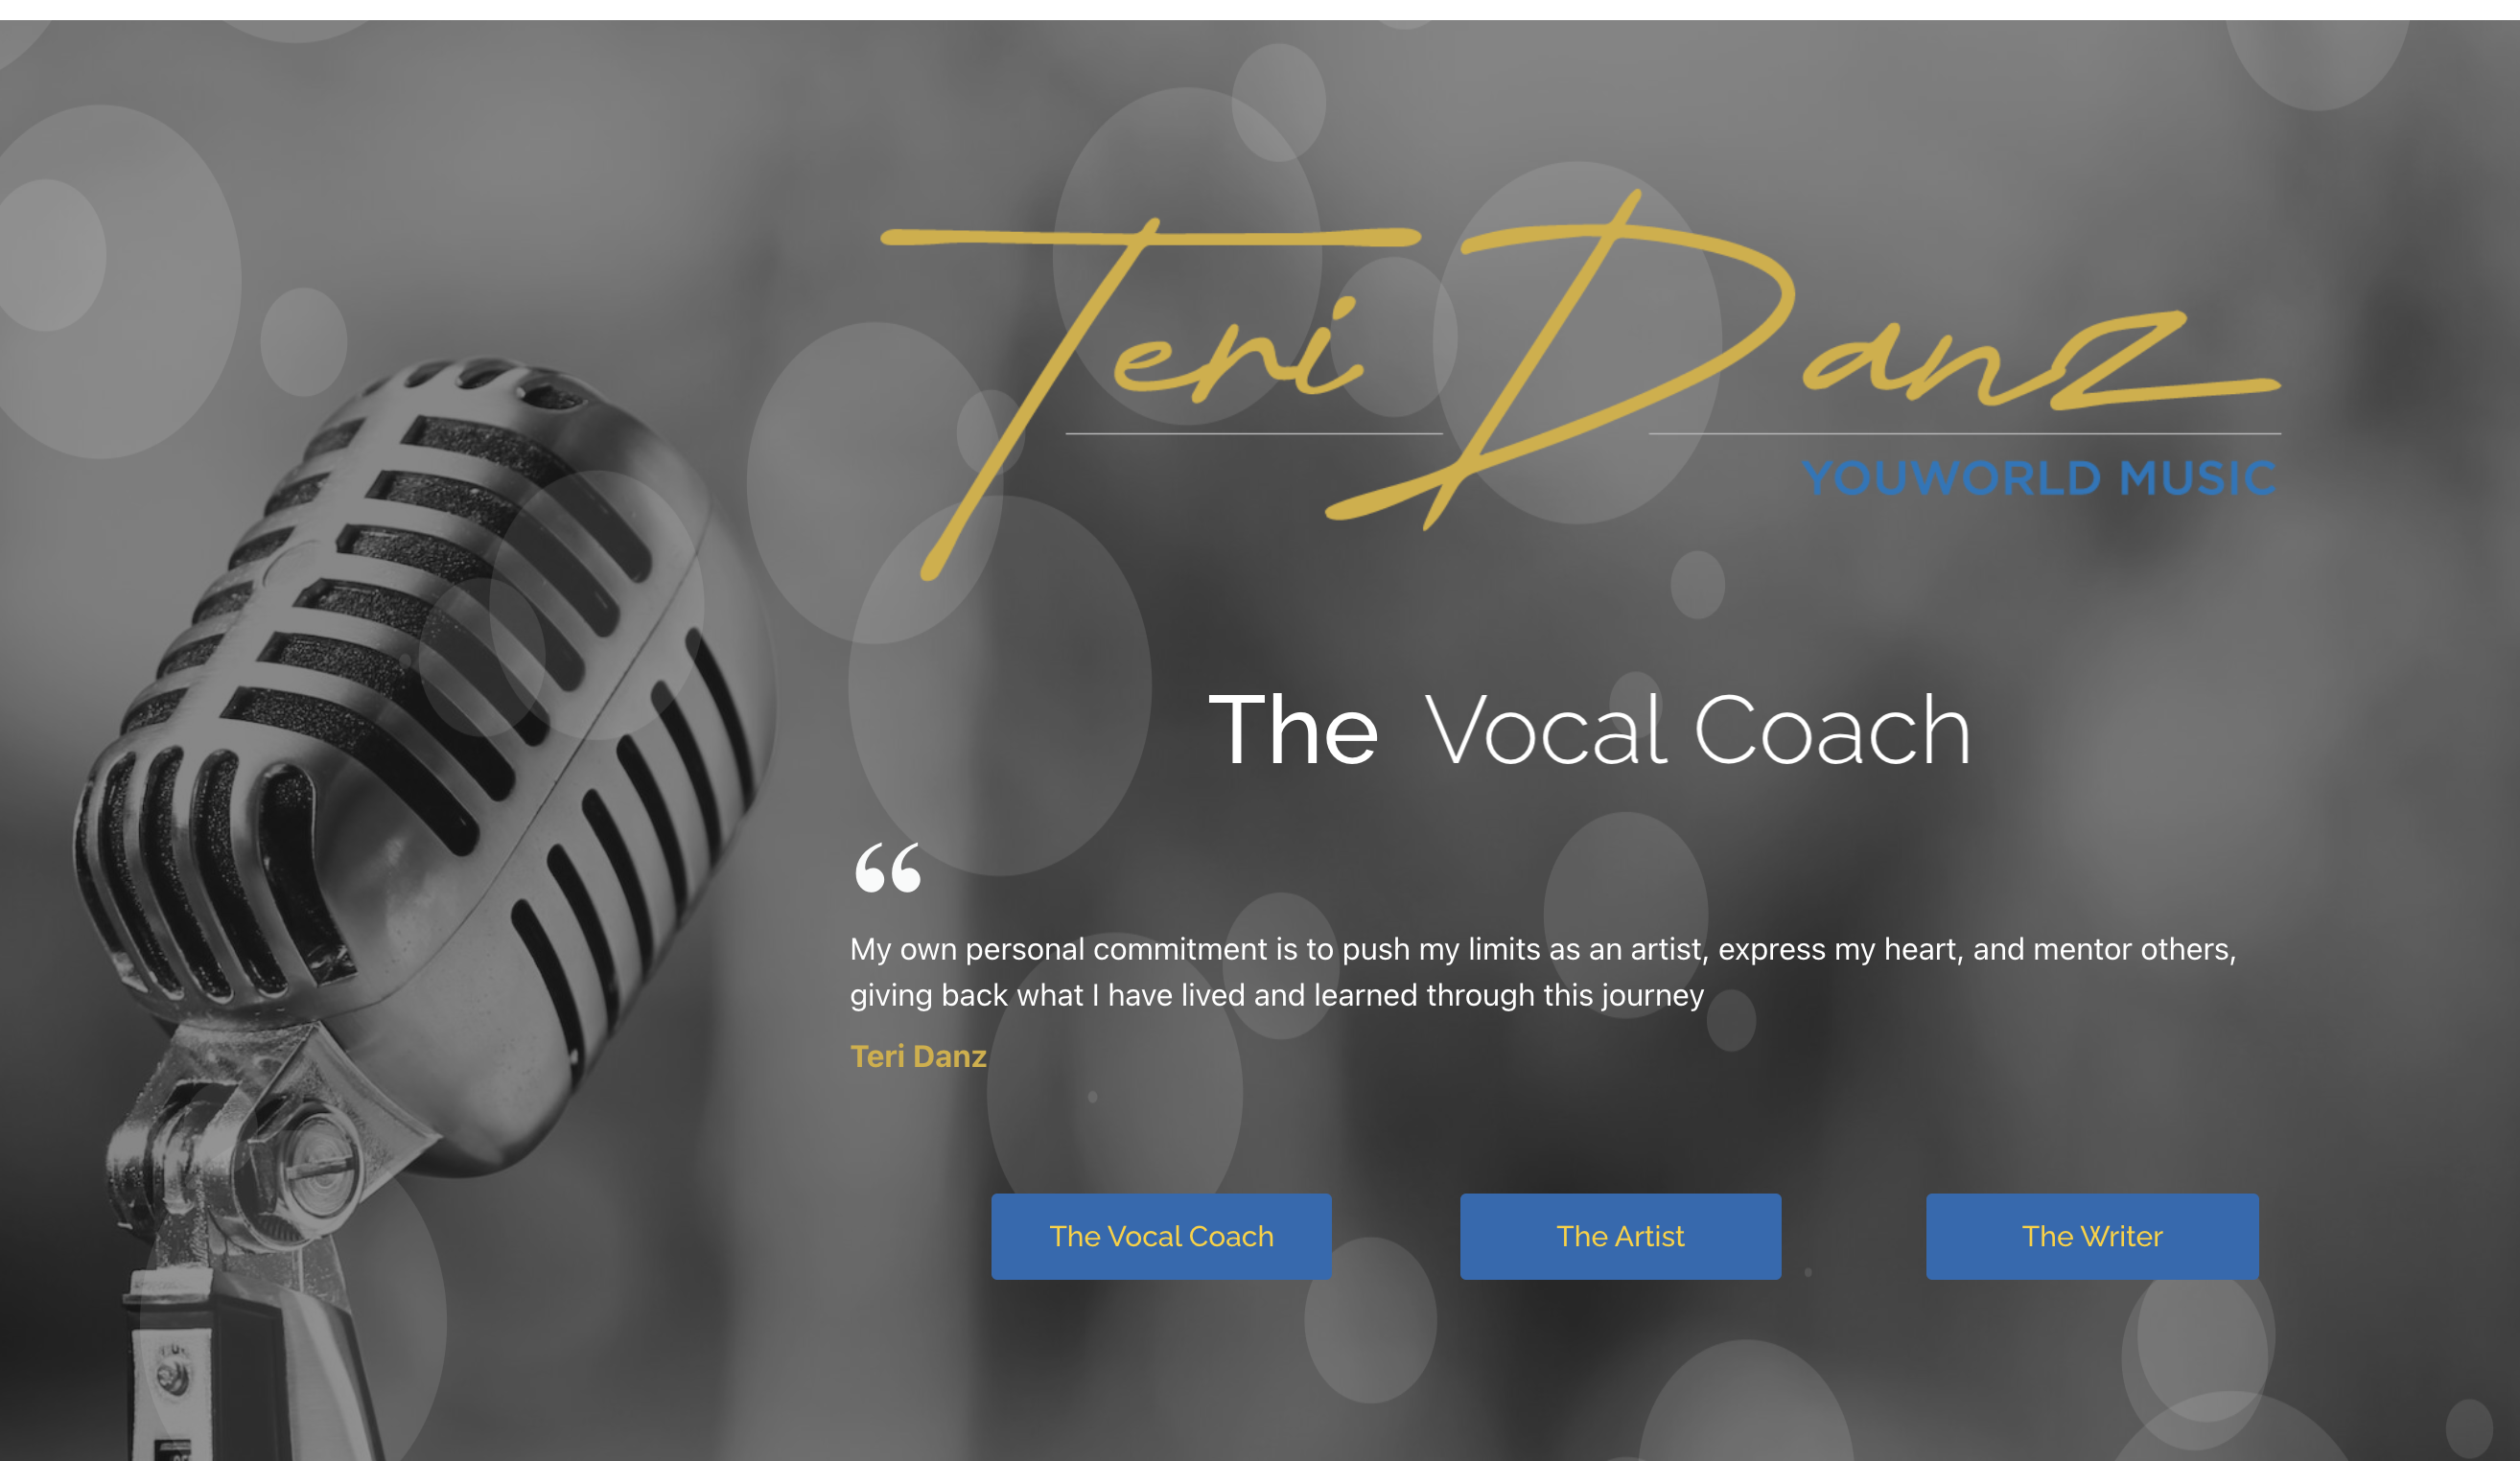 Teri Danz
YOUWORLD MUSIC
The Vocal Coach
“
My own personal commitment is to push my limits as an artist, express my heart, and mentor others,
giving back what I have lived and learned through this journey
Teri Danz
The Vocal Coach
The Artist
The Writer